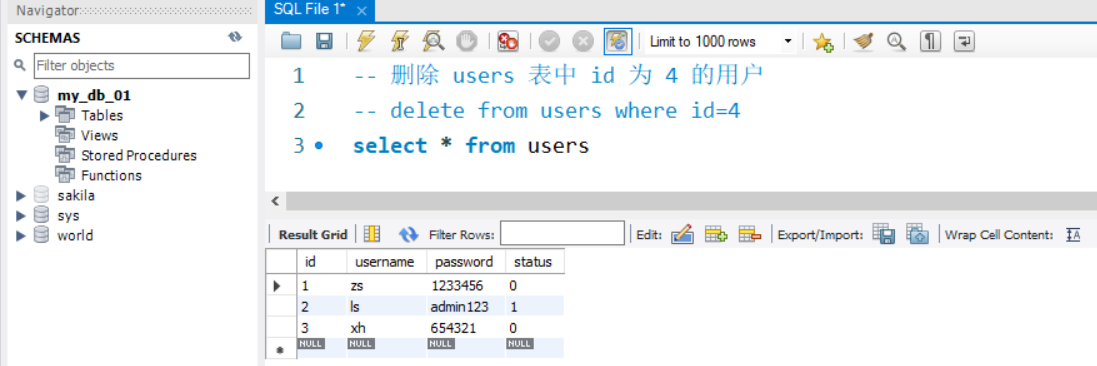 Navigator
SCHEMAS
Filter objects
my_db_01
Tables
Views
Stored Procedures
Functions
sakila
sys
world
SQL File 1*
Limit to 1000 rows
1 -- 删除 users 表中 id 为 4 的用户
2 -- delete from users where id=4
3 select * from users
Result Grid Filter Rows: Edit: Export/Import: Wrap Cell Content:
id username password status
1 zs 1233456 0
2 ls admin123 1
3 xh 654321 0
NULL NULL NULL NULL